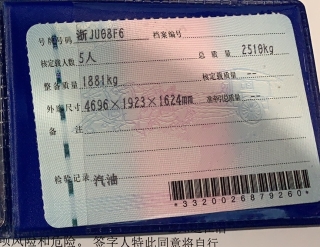 号牌号码 浙JU08F6 档案编号
核定载人数 5人 总质量 2510kg
整备质量 1881kg 核定载质量 --
外廓尺寸 4696×1923×1624mm 准牵引总质量 --
备注
检验记录 汽油
*3320026879260*
项风险和危险。签字人特此同意将自行